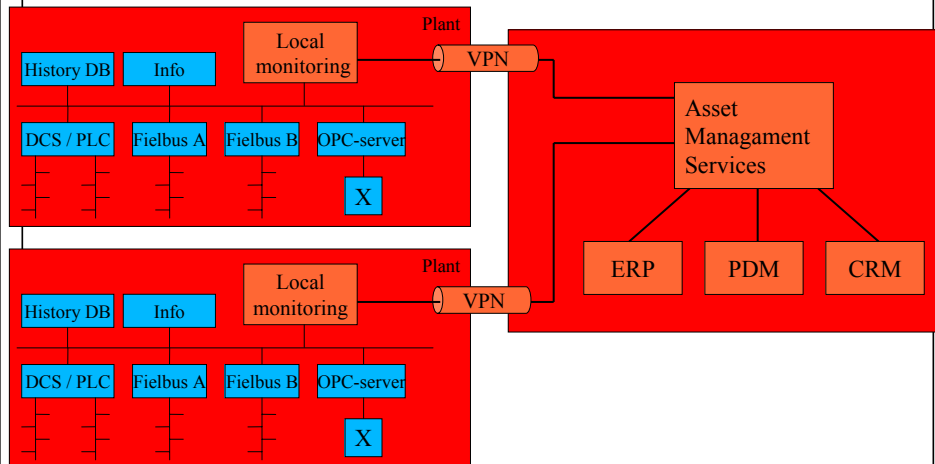 Plant
Local
monitoring
VPN
History DB
Info
DCS / PLC
Fielbus A
Fielbus B
OPC-server
X
Asset
Managament
Services
ERP
PDM
CRM
Plant
Local
monitoring
VPN
History DB
Info
DCS / PLC
Fielbus A
Fielbus B
OPC-server
X